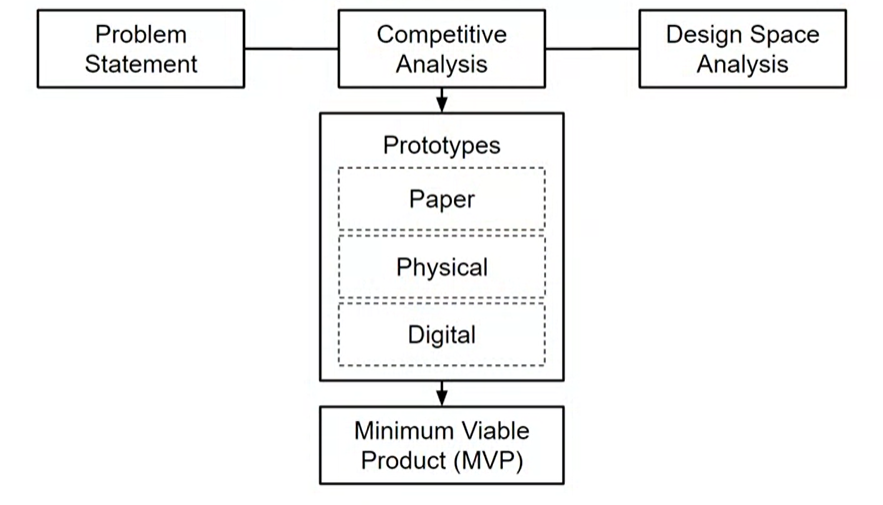 Problem
Statement
Competitive
Analysis
Design Space
Analysis
Prototypes
Paper
Physical
Digital
Minimum Viable
Product (MVP)